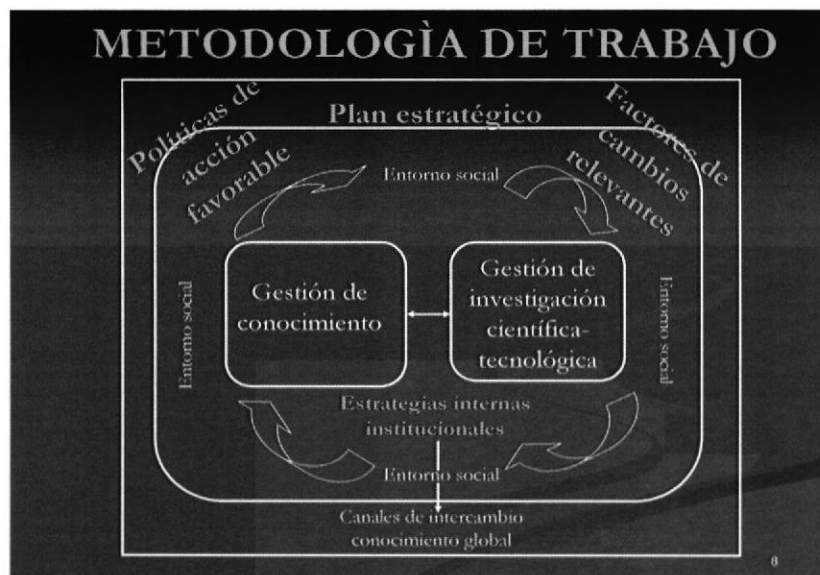 METODOLOGÌA DE TRABAJO
Políticas de
acción
favorable
Plan estratégico
Factores de
cambios
relevantes
Entorno social
Entorno social
Gestión de
conocimiento
Gestión de
investigación
científica-
tecnológica
Entorno social
Estrategias internas
institucionales
Entorno social
Canales de intercambio
conocimiento global
8